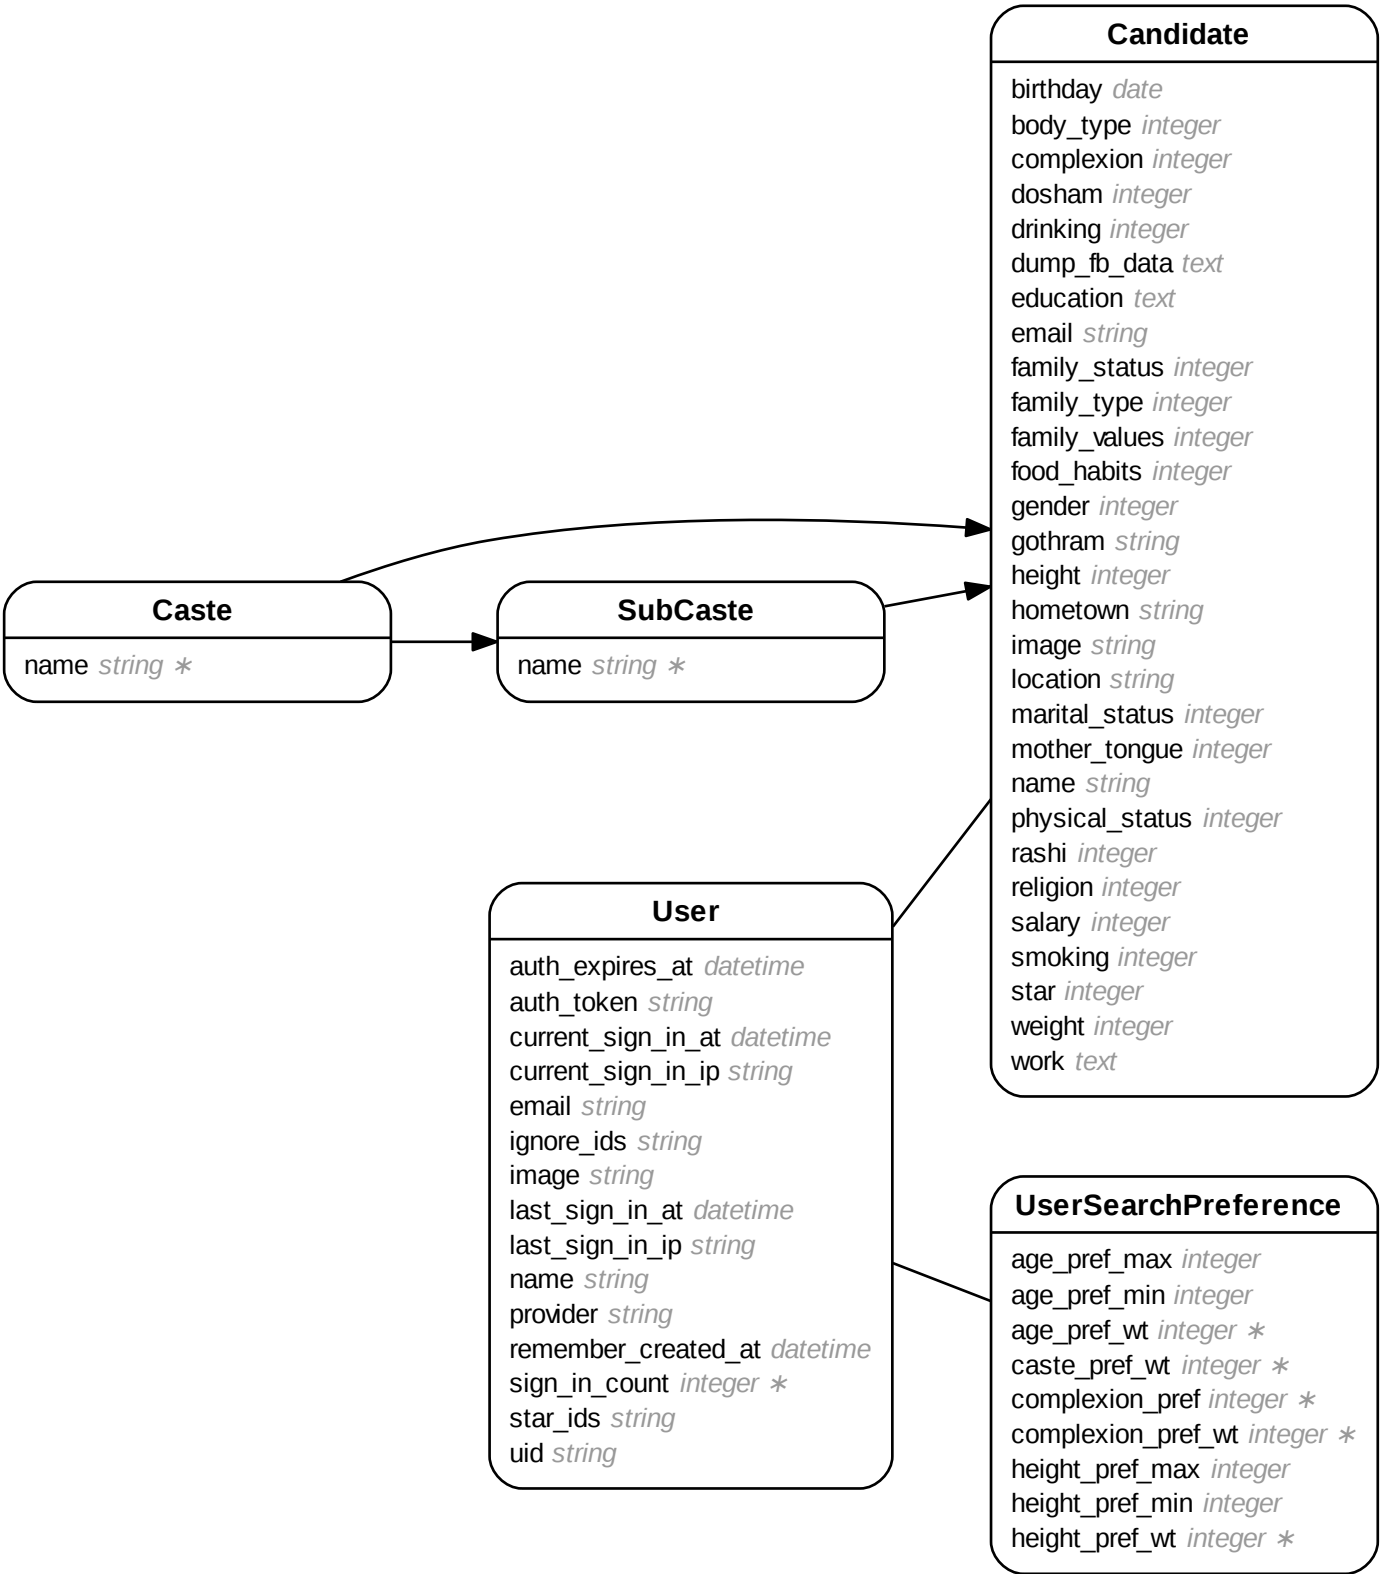 Candidate
birthday date
body_type integer
complexion integer
dosham integer
drinking integer
dump_fb_data text
education text
email string
family_status integer
family_type integer
family_values integer
food_habits integer
gender integer
gothram string
height integer
hometown string
image string
location string
marital_status integer
mother_tongue integer
name string
physical_status integer
rashi integer
religion integer
salary integer
smoking integer
star integer
weight integer
work text
Caste
name string ∗
SubCaste
name string ∗
User
auth_expires_at datetime
auth_token string
current_sign_in_at datetime
current_sign_in_ip string
email string
ignore_ids string
image string
last_sign_in_at datetime
last_sign_in_ip string
name string
provider string
remember_created_at datetime
sign_in_count integer ∗
star_ids string
uid string
UserSearchPreference
age_pref_max integer
age_pref_min integer
age_pref_wt integer ∗
caste_pref_wt integer ∗
complexion_pref integer ∗
complexion_pref_wt integer ∗
height_pref_max integer
height_pref_min integer
height_pref_wt integer ∗